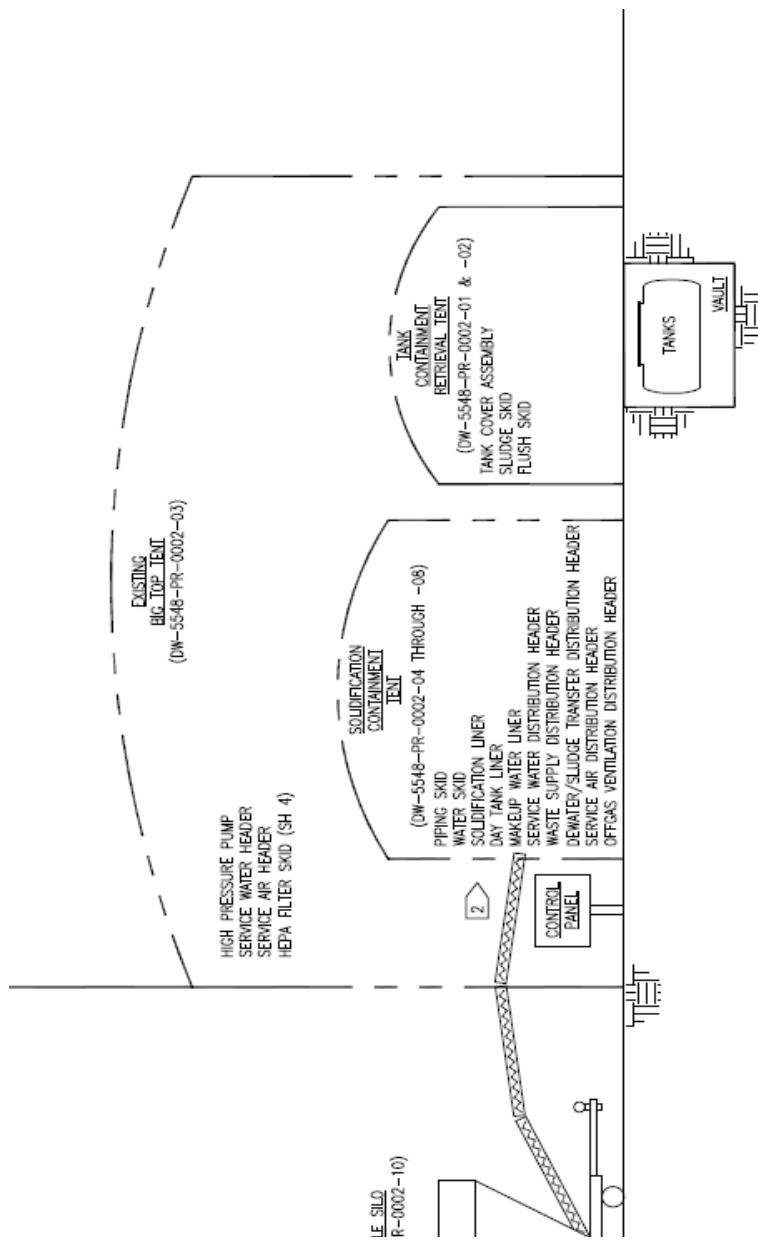 EXISTING
BIG TOP TENT
(DW-5548-PR-0002-03)
HIGH PRESSURE PUMP
SERVICE WATER HEADER
SERVICE AIR HEADER
HEPA FILTER SKID (SH 4)
SOLIDIFICATION
CONTAINMENT
TENT
(DW-5548-PR-0002-04 THROUGH -08)
PIPING SKID
WATER SKID
SOLIDIFICATION LINER
DAY TANK LINER
MAKEUP WATER LINER
SERVICE WATER DISTRIBUTION HEADER
WASTE SUPPLY DISTRIBUTION HEADER
DEWATER/SLUDGE TRANSFER DISTRIBUTION HEADER
SERVICE AIR DISTRIBUTION HEADER
OFFGAS VENTILATION DISTRIBUTION HEADER
TANK
CONTAINMENT
RETRIEVAL TENT
(DW-5548-PR-0002-01 & -02)
TANK COVER ASSEMBLY
SLUDGE SKID
FLUSH SKID
2
CONTROL
PANEL
TANKS
VAULT
LE SILO
R-0002-10)